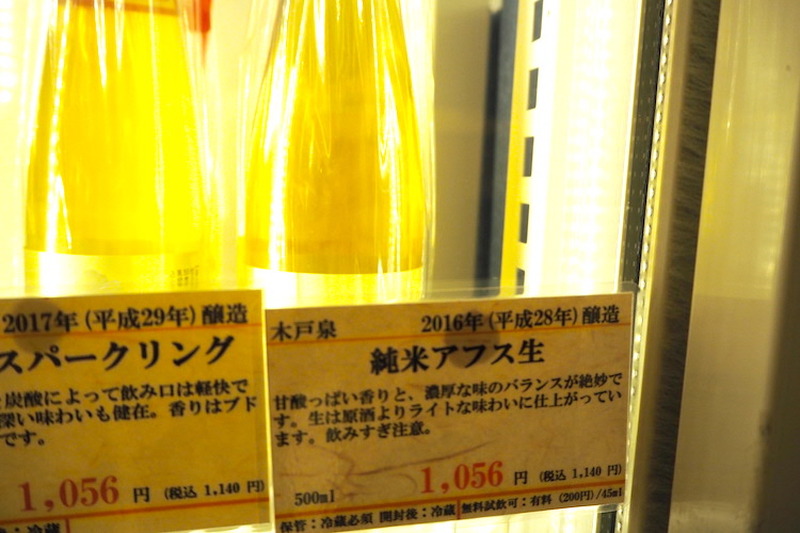 2017年(平成29年)醸造
スパークリング
炭酸によって飲み口は軽快で
深い味わいも健在。香りはブド
です。
1,056 円 (税込 1,140 円)
：冷蔵
木戸泉 2016年(平成28年)醸造
純米アフス生
甘酸っぱい香りと、濃厚な味のバランスが絶妙で
す。生は原酒よりライトな味わいに仕上がってい
ます。飲みすぎ注意。
500ml 1,056 円 (税込 1,140 円)
保管：冷蔵必須 開封後：冷蔵 無料試飲可：有料 (200円)/45ml